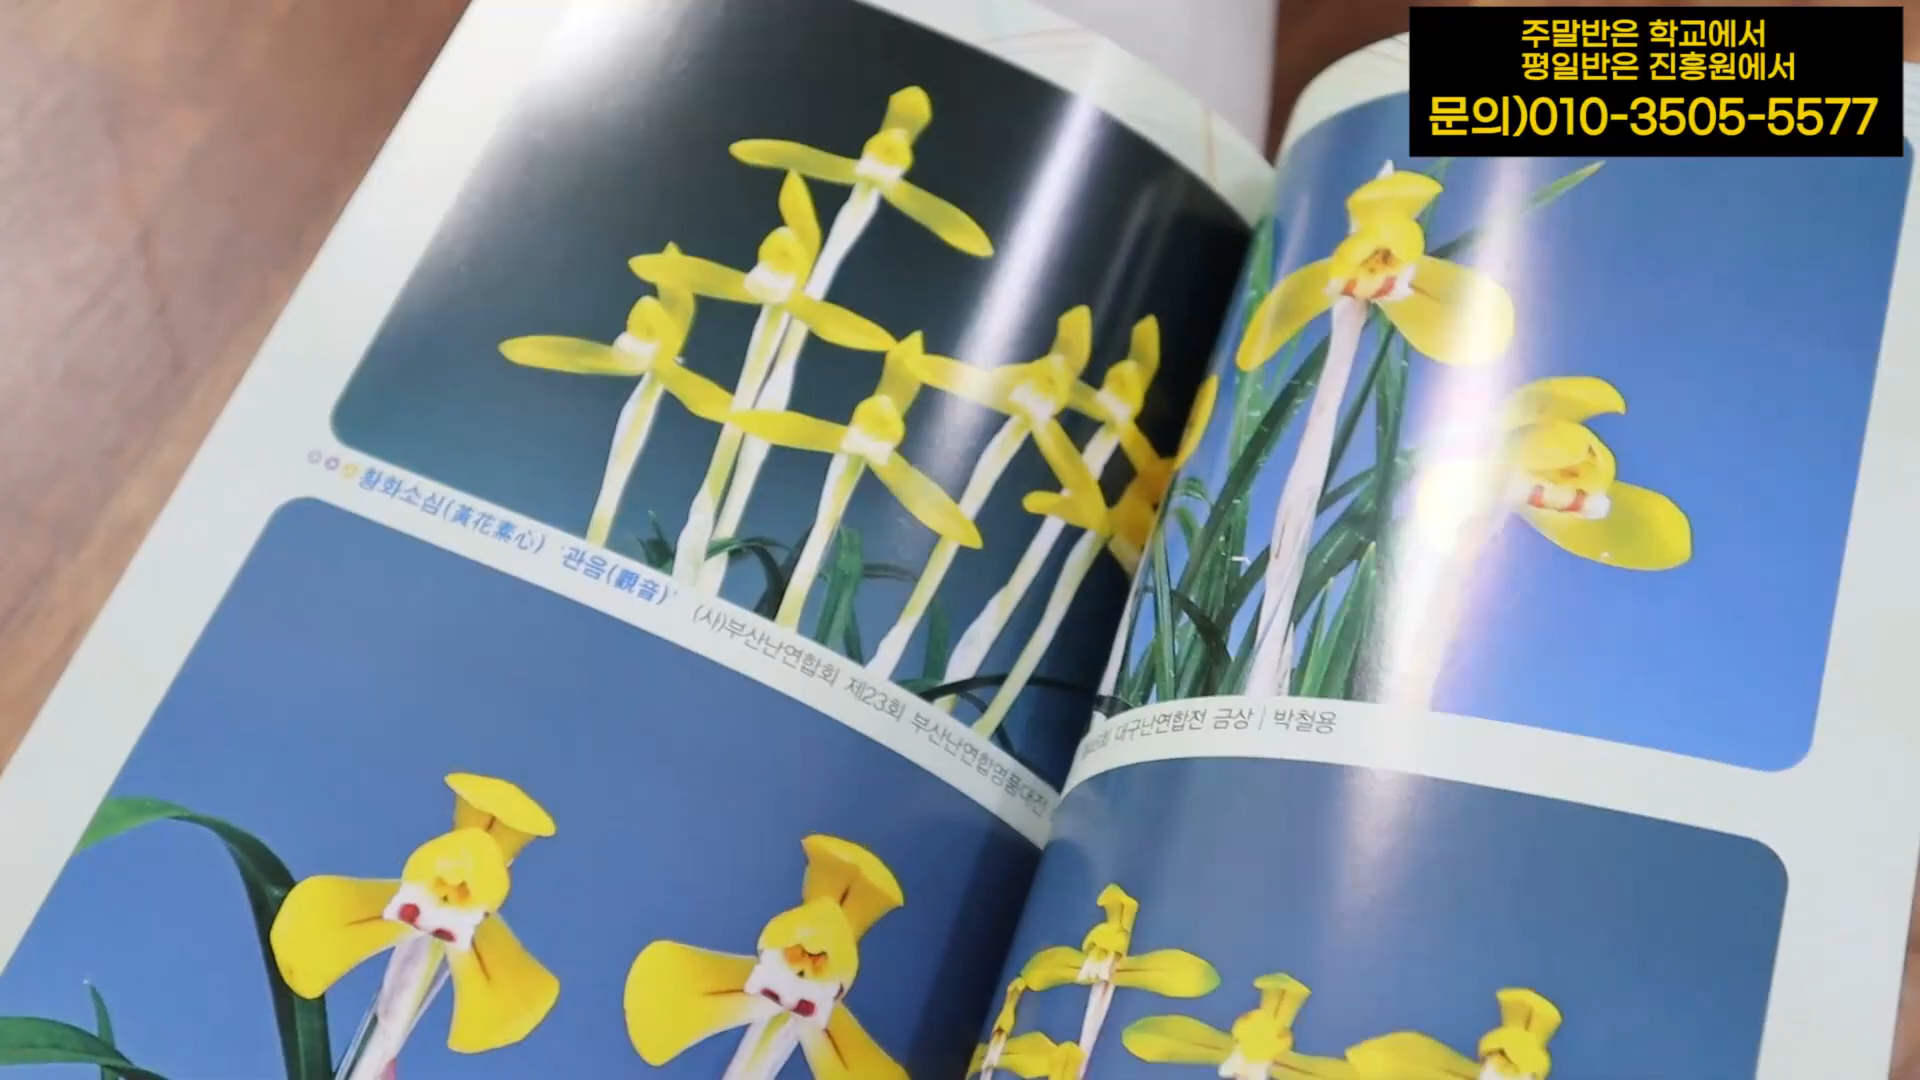 주말반은 학교에서
평일반은 진흥원에서
문의)010-3505-5577
황화소심(黃花素心) '관음(觀音)' (사)부산난연합회 제23회 부산난연합명품대전
대구난연합전 금상 | 박철용